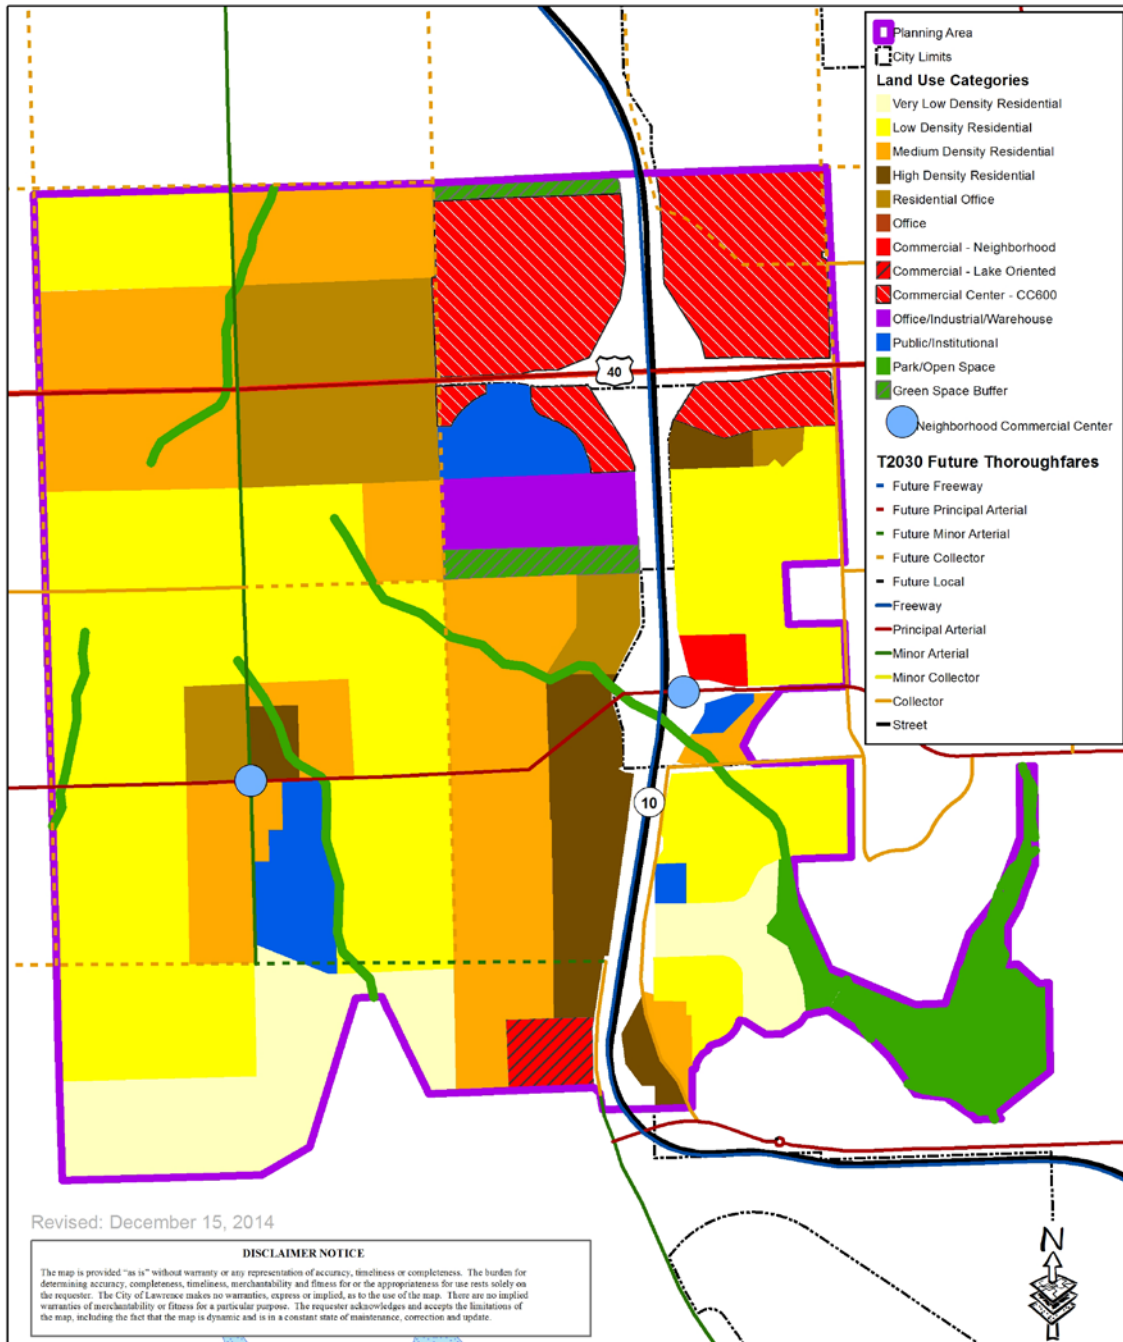 Planning Area
City Limits
Land Use Categories
Very Low Density Residential
Low Density Residential
Medium Density Residential
High Density Residential
Residential Office
Office
Commercial - Neighborhood
Commercial - Lake Oriented
Commercial Center - CC600
Office/Industrial/Warehouse
Public/Institutional
Park/Open Space
Green Space Buffer
Neighborhood Commercial Center
T2030 Future Thoroughfares
Future Freeway
Future Principal Arterial
Future Minor Arterial
Future Collector
Future Local
Freeway
Principal Arterial
Minor Arterial
Minor Collector
Collector
Street
40
10
N
Revised: December 15, 2014
DISCLAIMER NOTICE
The map is provided "as is" without warranty or any representation of accuracy, timeliness or completeness. The burden for
determining accuracy, completeness, timeliness, merchantability and fitness for or the appropriateness for use rests solely on
the requester. The City of Lawrence makes no warranties, express or implied, as to the use of the map. There are no implied
warranties of merchantability or fitness for a particular purpose. The requester acknowledges and accepts the limitations of
the map, including the fact that the map is dynamic and is in a constant state of maintenance, correction and update.